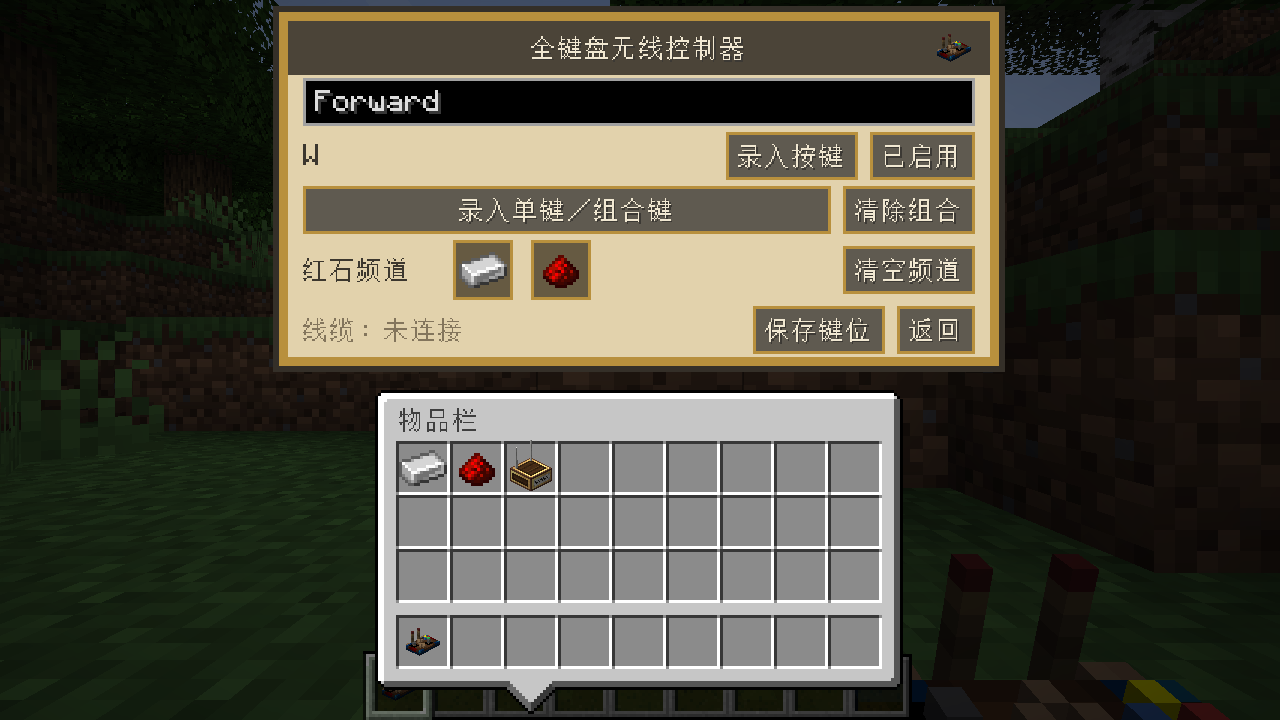 全键盘无线控制器
Forward
W 录入按键 已启用
录入单键／组合键 清除组合
红石频道 清空频道
线缆：未连接 保存键位 返回
物品栏